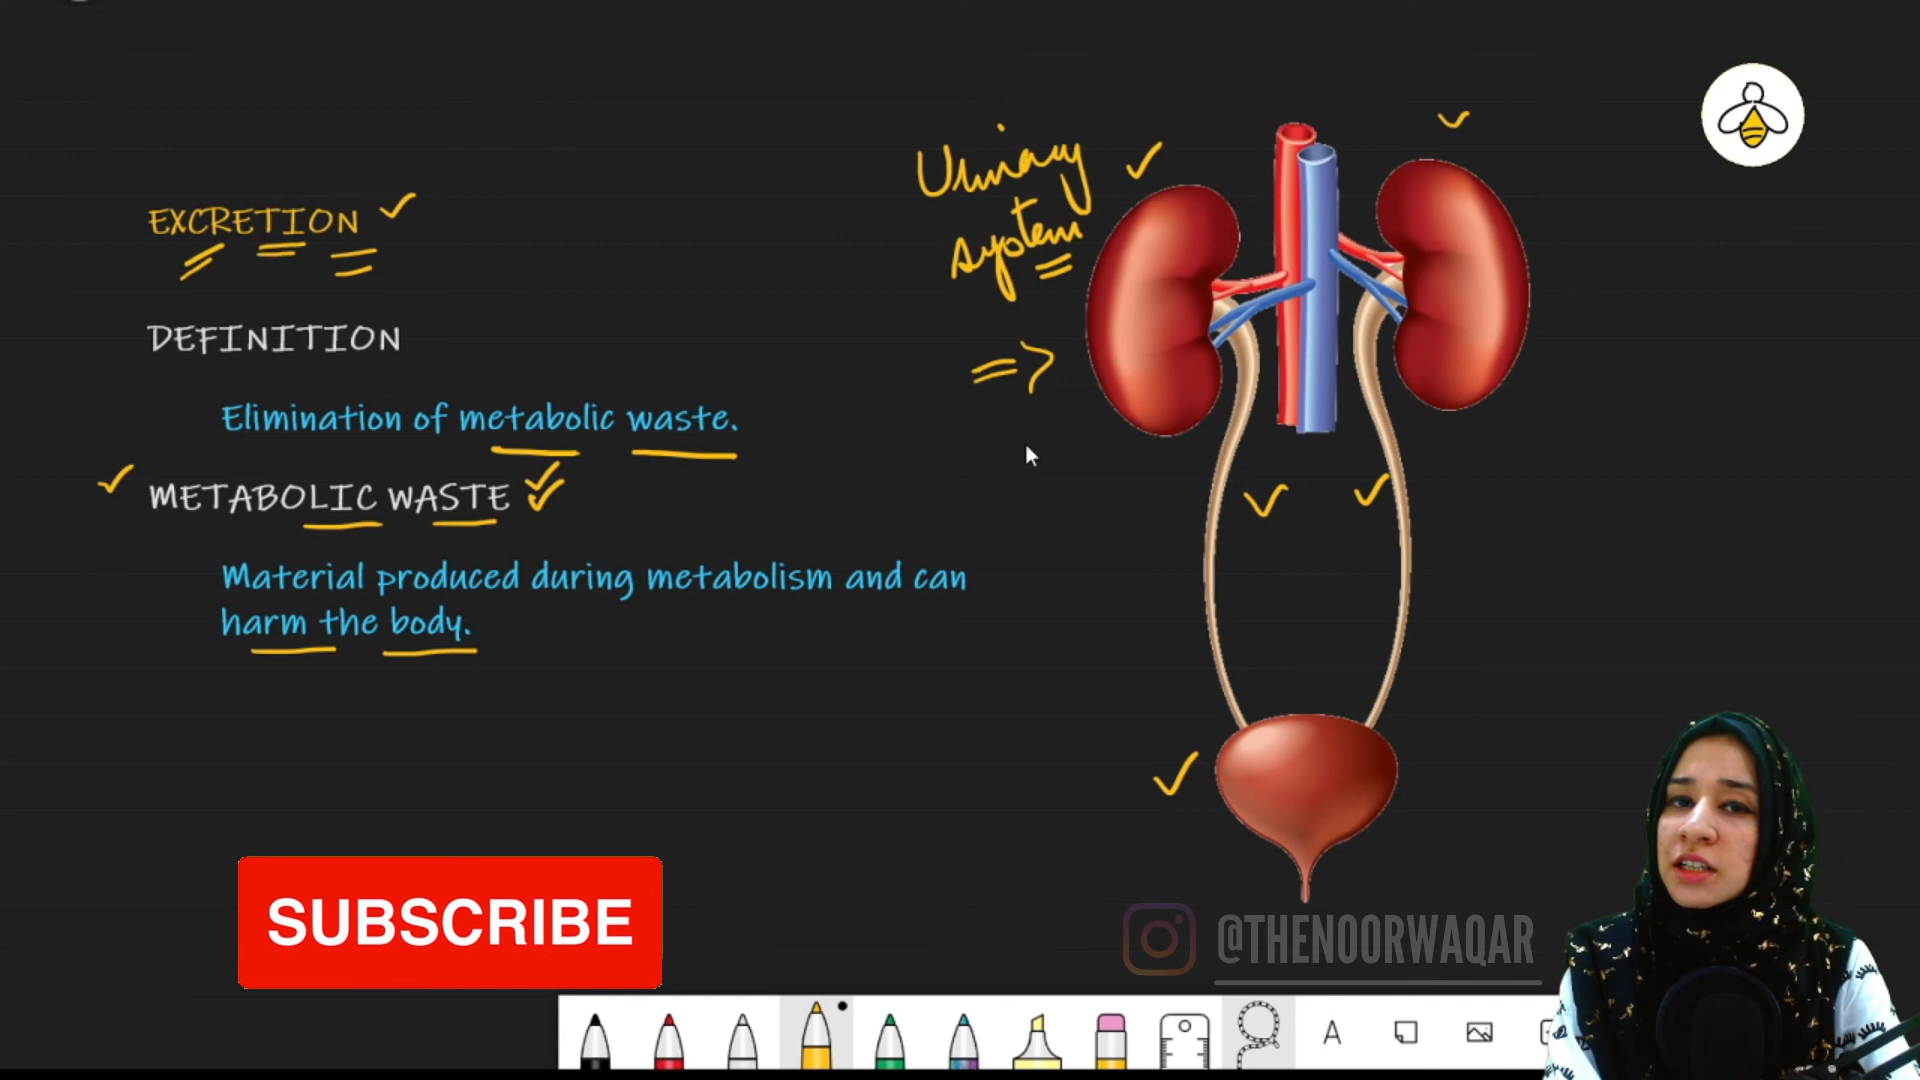 EXCRETION
DEFINITION
Elimination of metabolic waste.
METABOLIC WASTE
Material produced during metabolism and can
harm the body.
Urinary
system
=>
SUBSCRIBE
@THENOORWAQAR
A